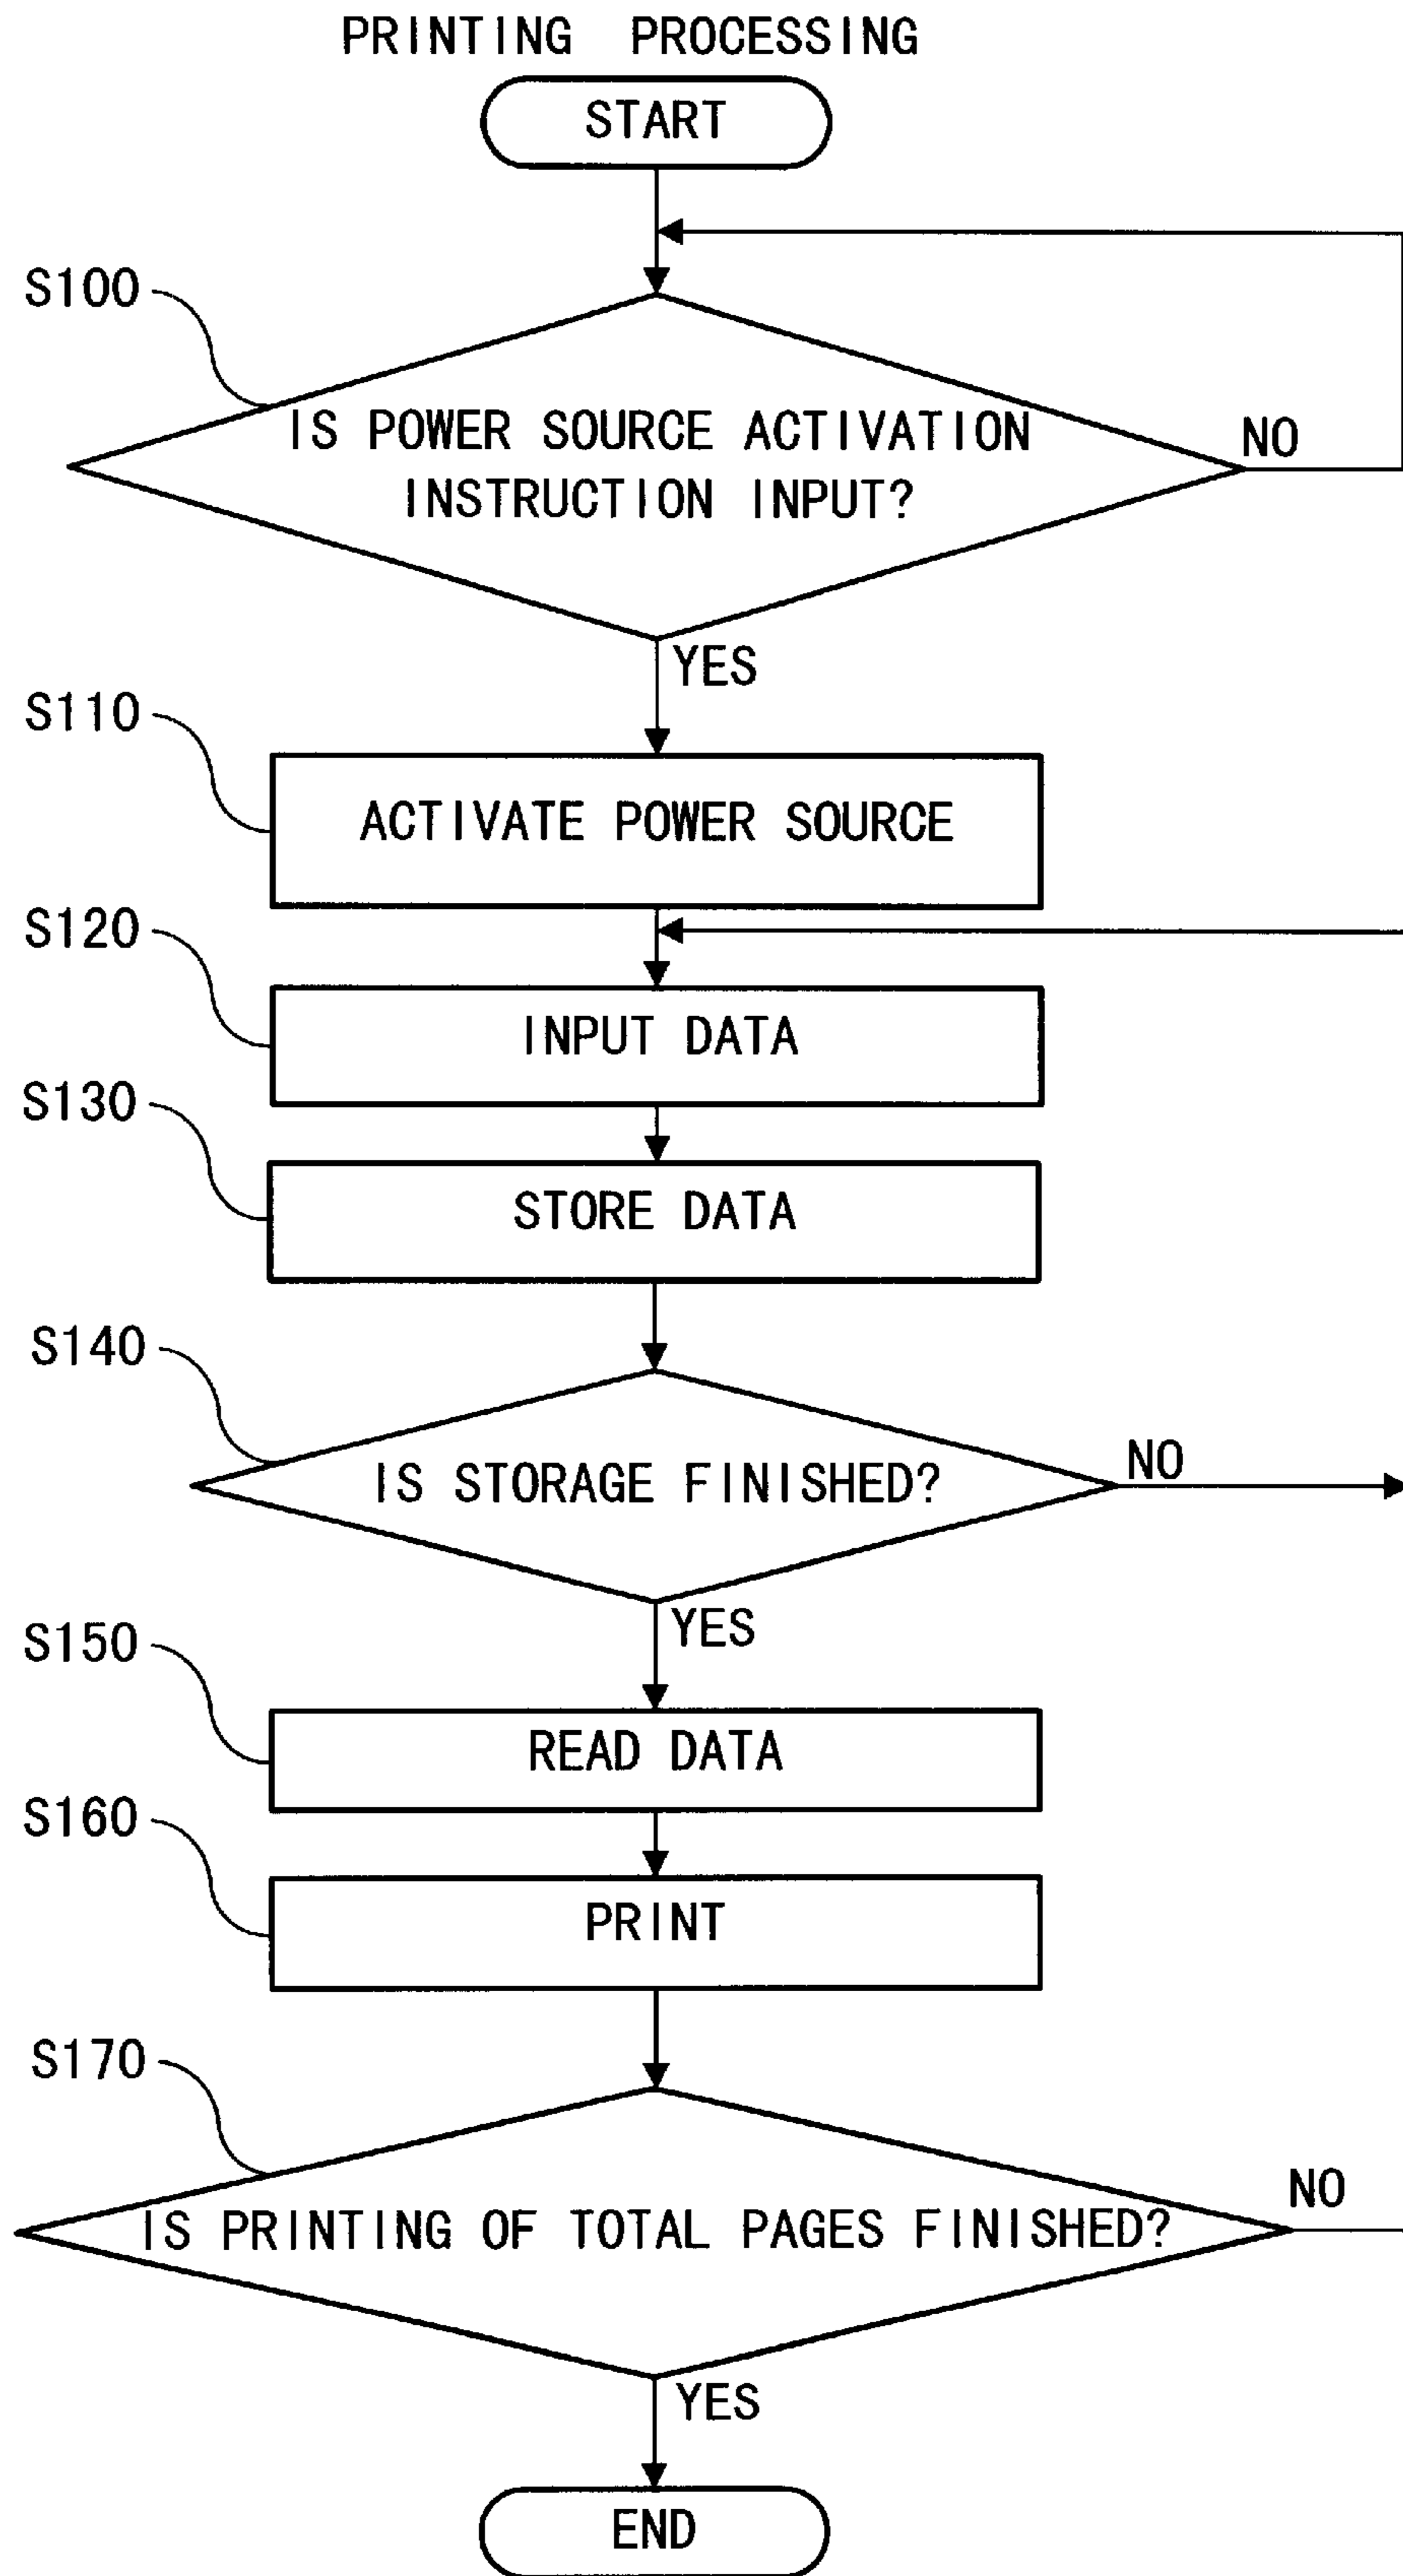 PRINTING PROCESSING
START
S100
IS POWER SOURCE ACTIVATION
INSTRUCTION INPUT?
NO
YES
S110
ACTIVATE POWER SOURCE
S120
INPUT DATA
S130
STORE DATA
S140
IS STORAGE FINISHED?
NO
YES
S150
READ DATA
S160
PRINT
S170
IS PRINTING OF TOTAL PAGES FINISHED?
NO
YES
END